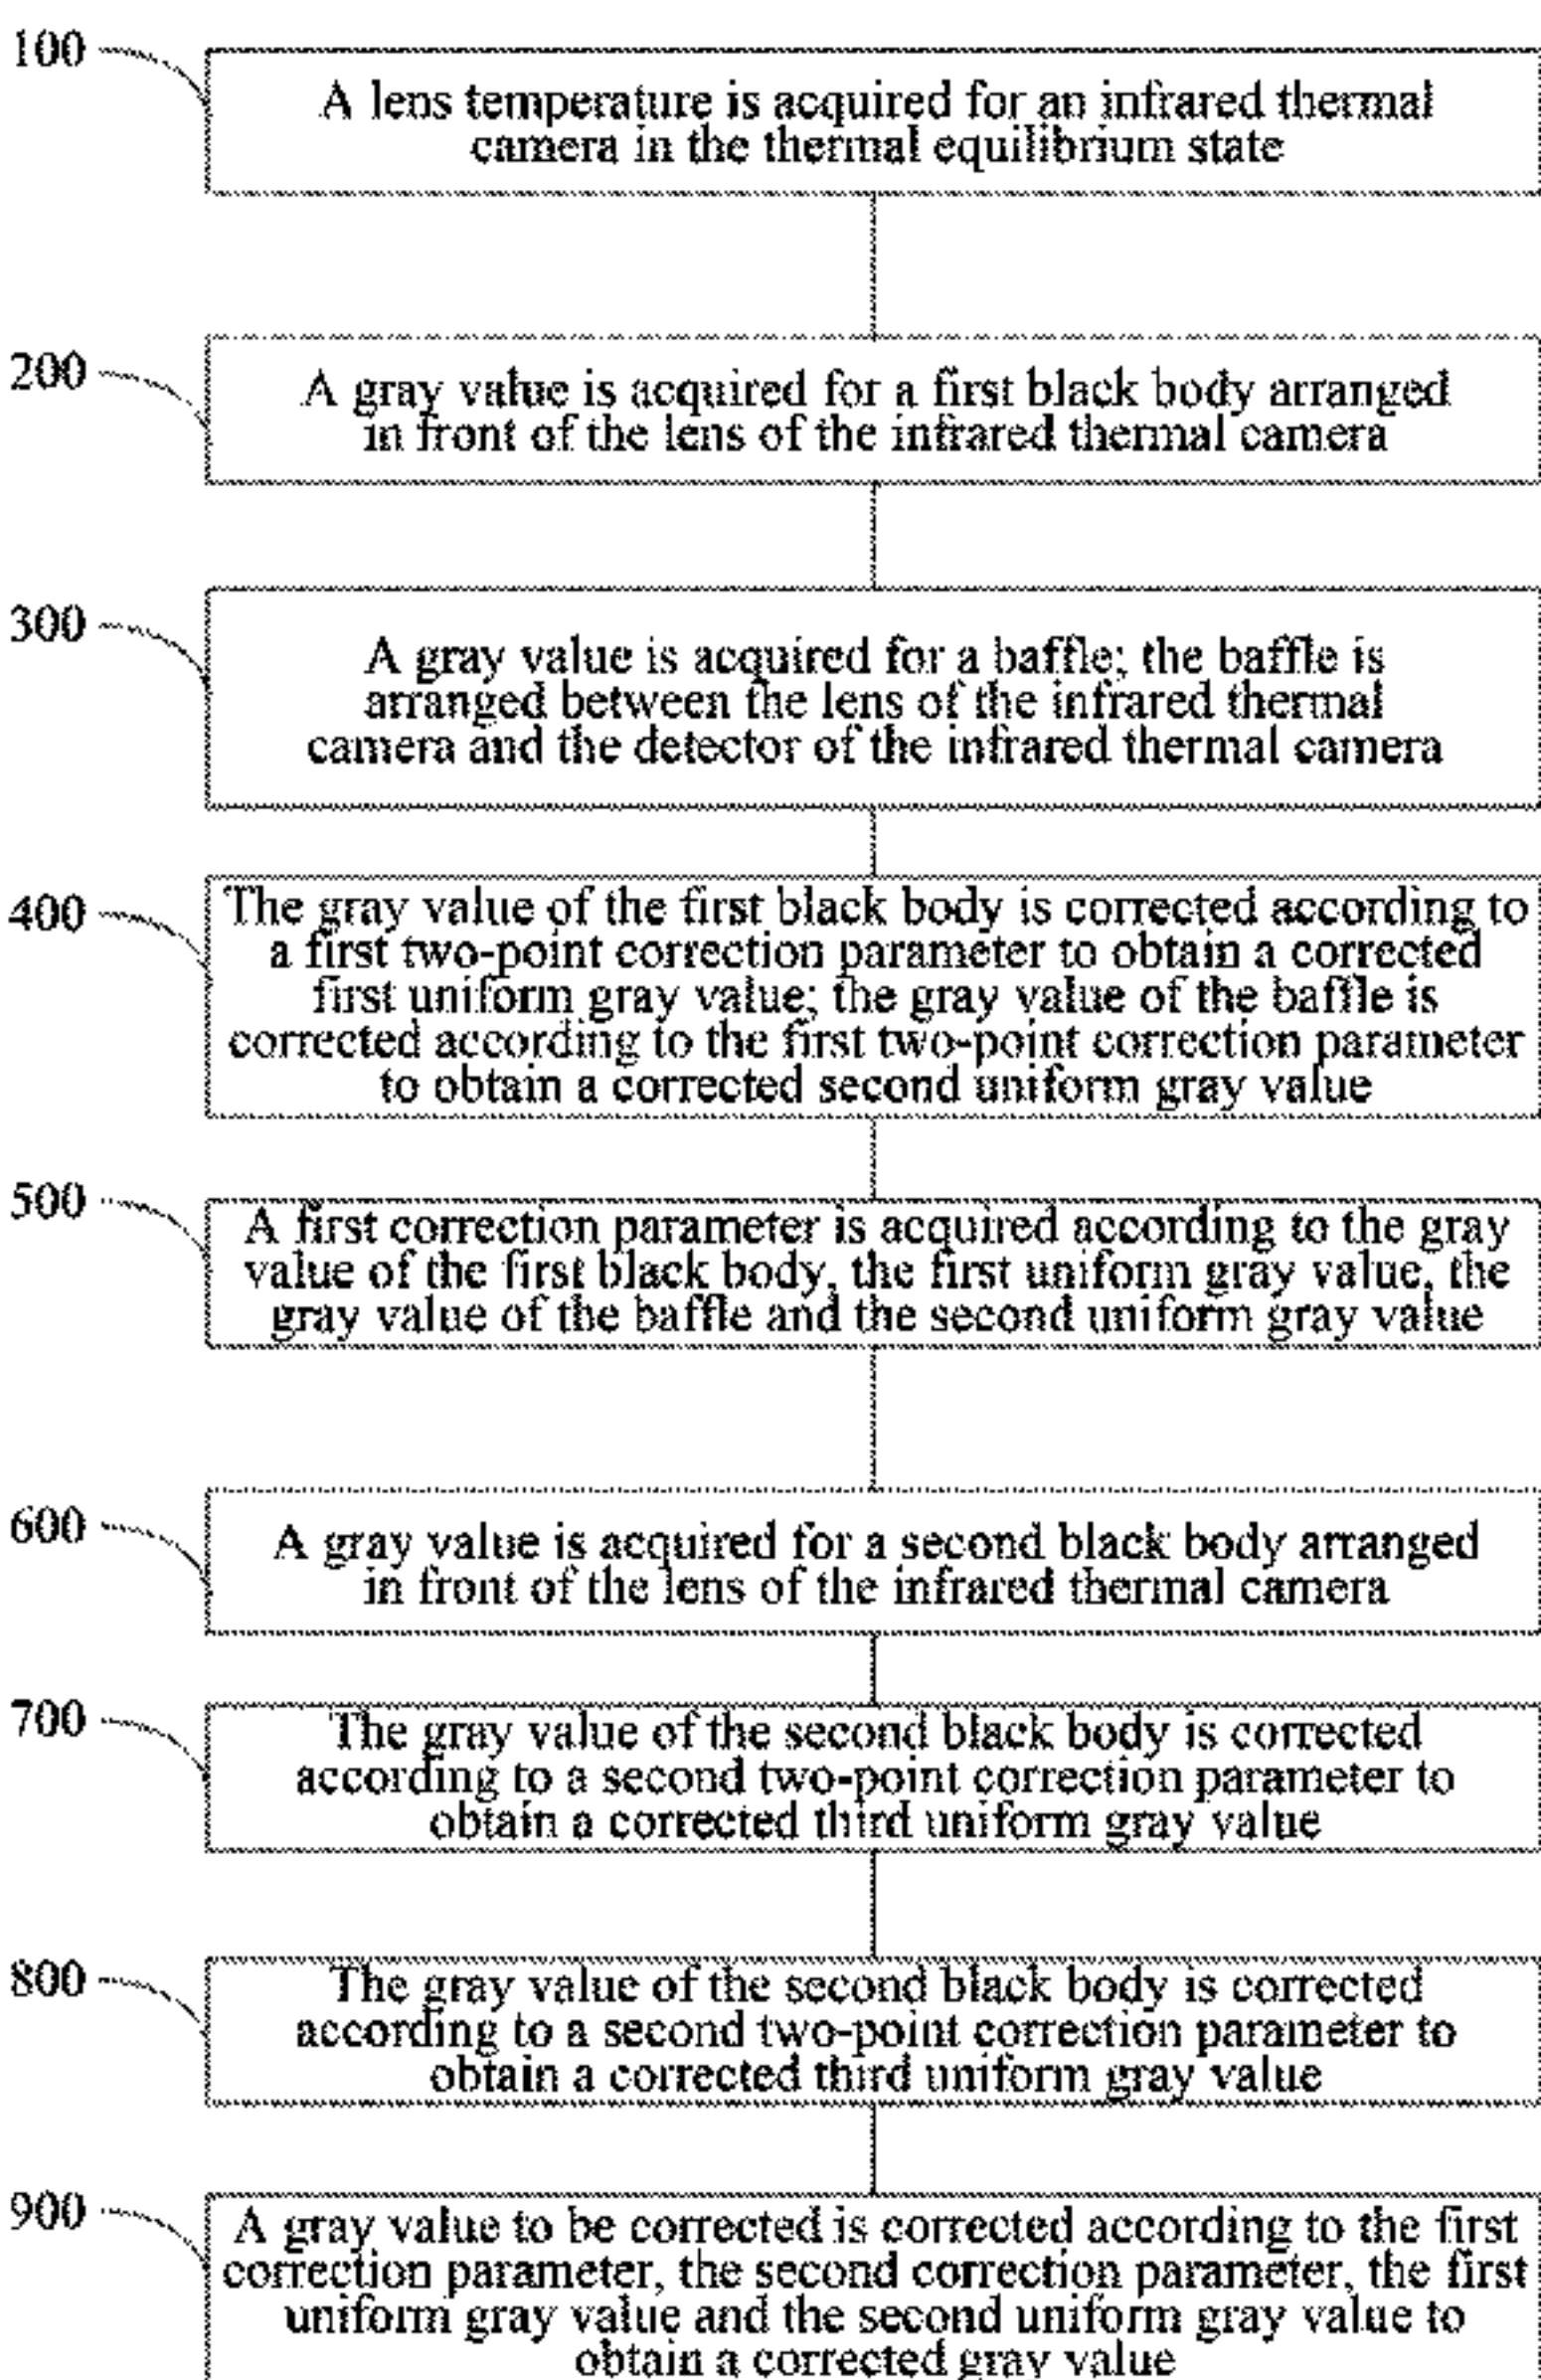 100
A lens temperature is acquired for an infrared thermal
camera in the thermal equilibrium state
200
A gray value is acquired for a first black body arranged
in front of the lens of the infrared thermal camera
300
A gray value is acquired for a baffle; the baffle is
arranged between the lens of the infrared thermal
camera and the detector of the infrared thermal camera
400
The gray value of the first black body is corrected according to
a first two-point correction parameter to obtain a corrected
first uniform gray value; the gray value of the baffle is
corrected according to the first two-point correction parameter
to obtain a corrected second uniform gray value
500
A first correction parameter is acquired according to the gray
value of the first black body, the first uniform gray value, the
gray value of the baffle and the second uniform gray value
600
A gray value is acquired for a second black body arranged
in front of the lens of the infrared thermal camera
700
The gray value of the second black body is corrected
according to a second two-point correction parameter to
obtain a corrected third uniform gray value
800
The gray value of the second black body is corrected
according to a second two-point correction parameter to
obtain a corrected third uniform gray value
900
A gray value to be corrected is corrected according to the first
correction parameter, the second correction parameter, the first
uniform gray value and the second uniform gray value to
obtain a corrected gray value